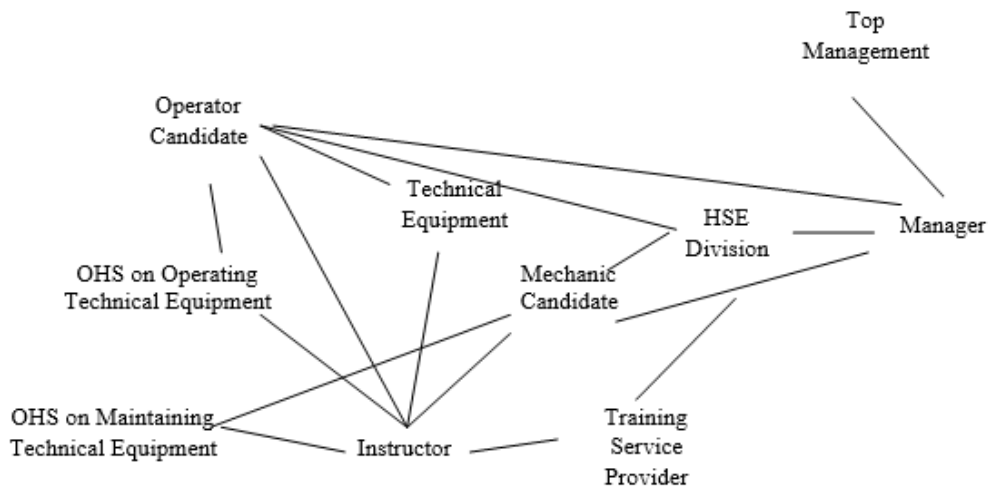 Top
Management
Operator
Candidate
Technical
Equipment
HSE
Division
Manager
OHS on Operating
Technical Equipment
Mechanic
Candidate
OHS on Maintaining
Technical Equipment
Instructor
Training
Service
Provider